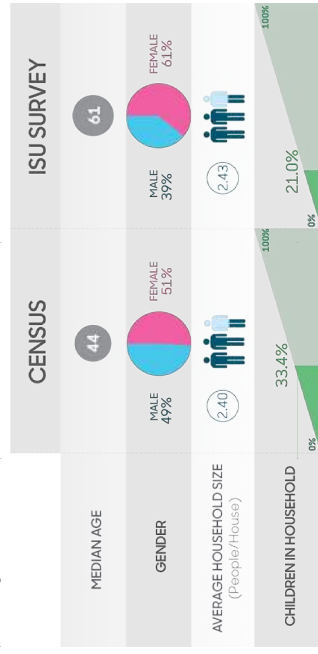 CENSUS
ISU SURVEY
MEDIAN AGE
44
61
GENDER
MALE
49%
FEMALE
51%
MALE
39%
FEMALE
61%
AVERAGE HOUSEHOLD SIZE
(People/House)
2.40
2.43
CHILDREN IN HOUSEHOLD
0%
33.4%
100%
0%
21.0%
100%